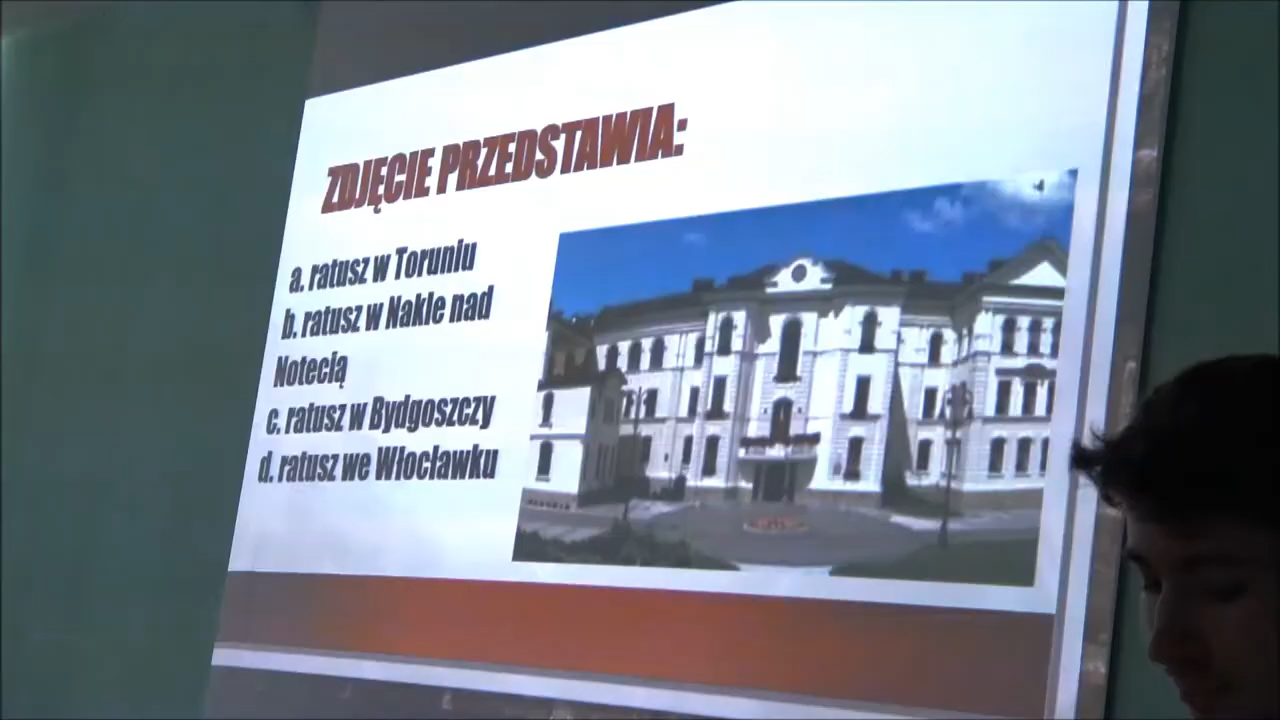 ZDJĘCIE PRZEDSTAWIA:
a. ratusz w Toruniu
b. ratusz w Nakle nad
Notecią
c. ratusz w Bydgoszczy
d. ratusz we Włocławku